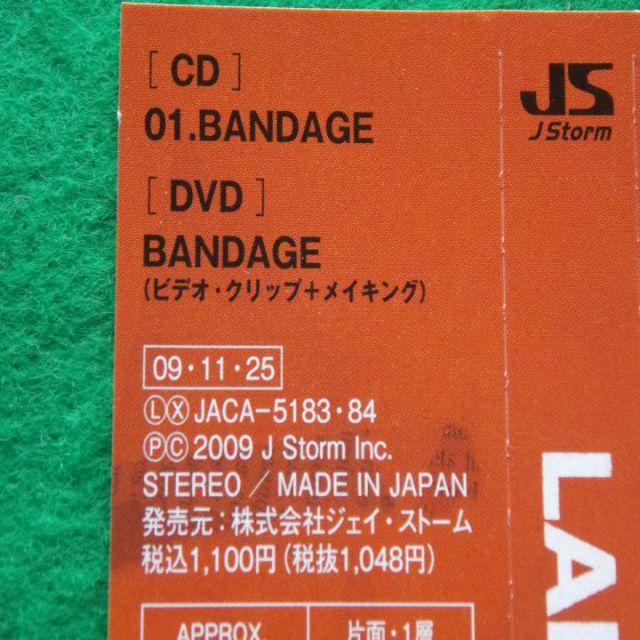 [ CD ]
01.BANDAGE
JS
J Storm
[ DVD ]
BANDAGE
(ビデオ・クリップ+メイキング)
09・11・25
ⓁⓍ JACA-5183・84
ⓅⒸ 2009 J Storm Inc.
STEREO / MADE IN JAPAN
発売元:株式会社ジェイ・ストーム
税込1,100円(税抜1,048円)
APPROX
片面・1層
LA